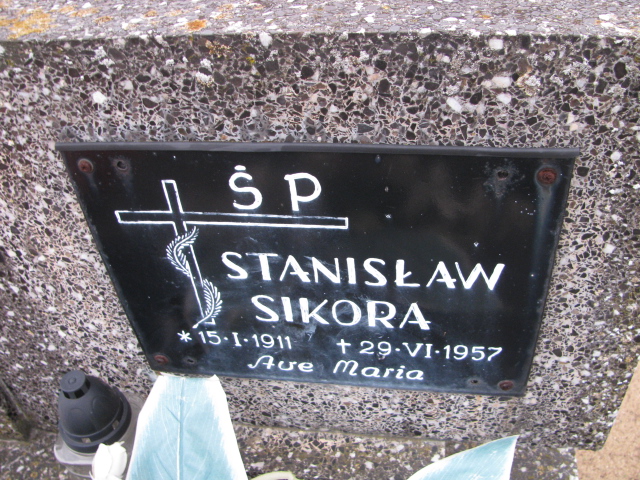 ŚP
STANISŁAW
SIKORA
*15·I·1911 †29·VI·1957
Ave Maria